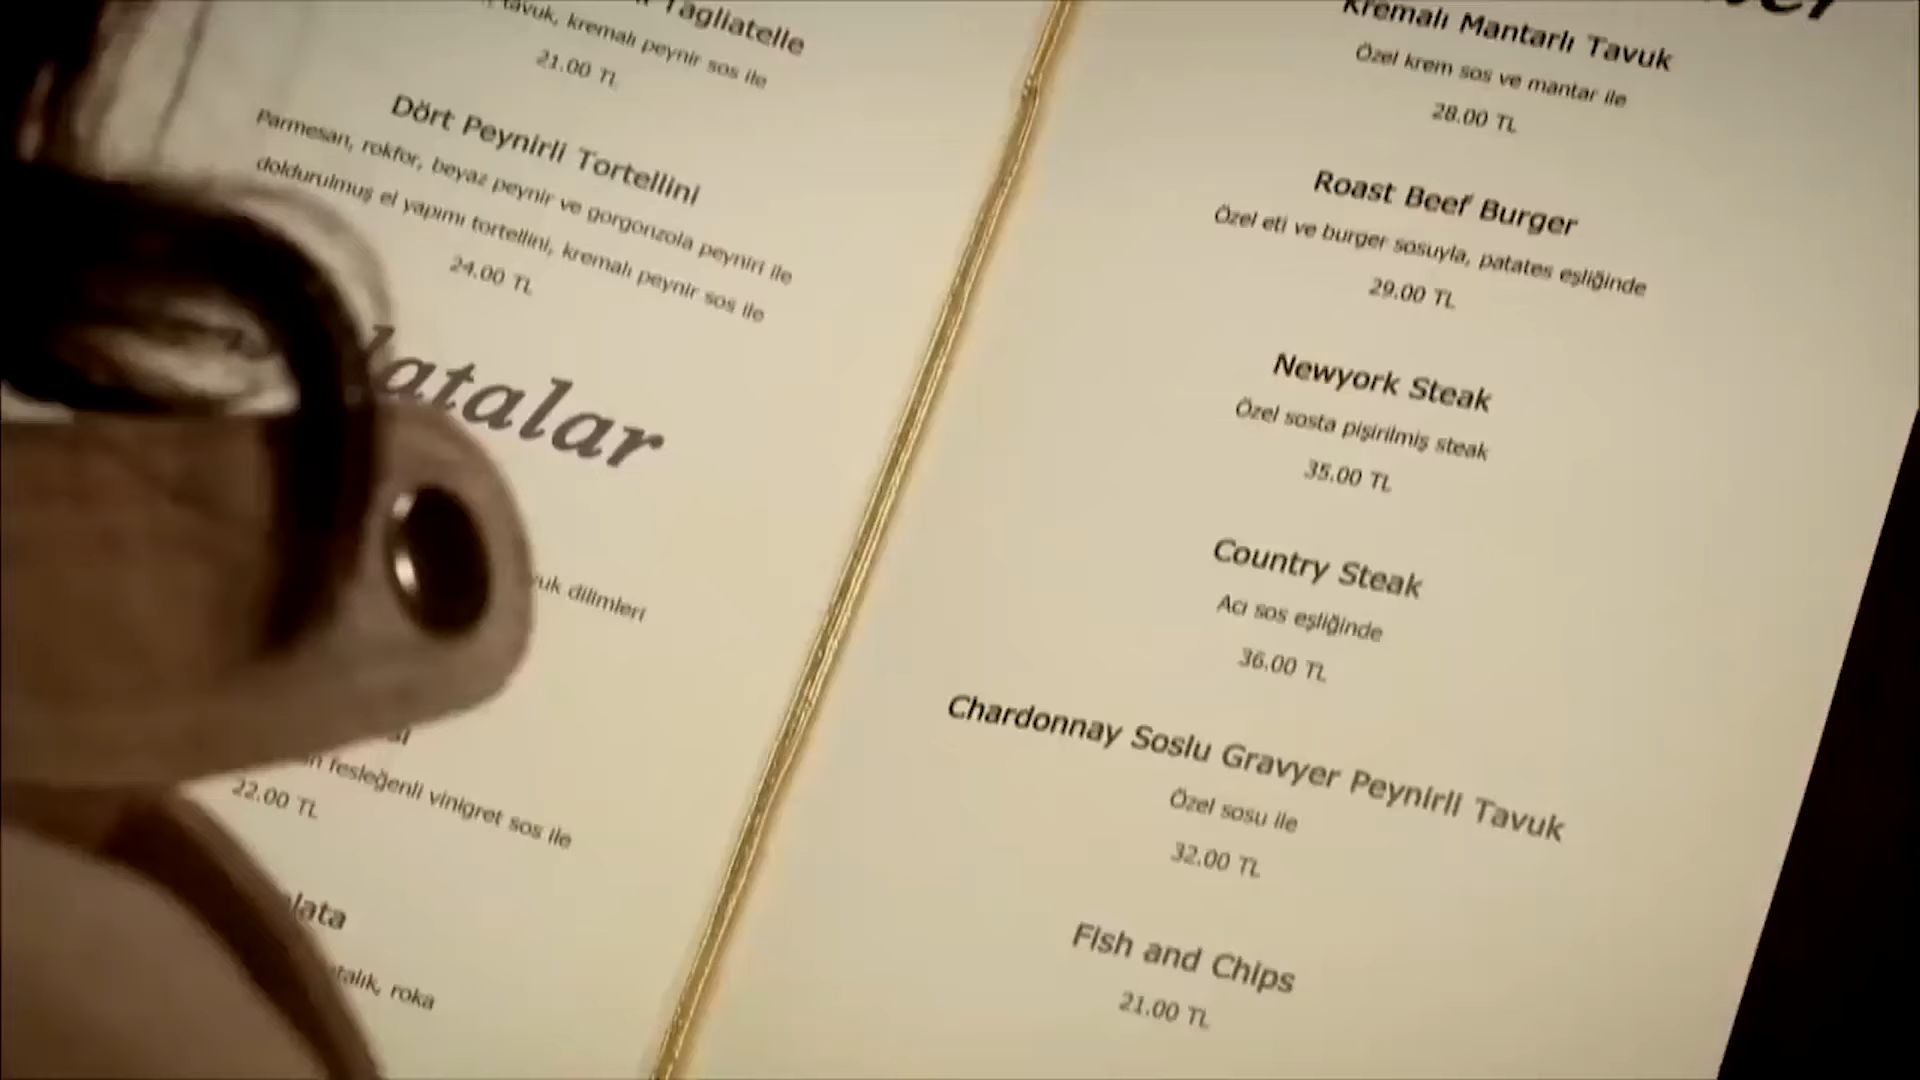 Tagliatelle
tavuk, kremalı peynir sos ile
21.00 TL
Dört Peynirli Tortellini
Parmesan, rokfor, beyaz peynir ve gorgonzola peyniri ile
doldurulmuş el yapımı tortellini, kremalı peynir sos ile
24.00 TL
latalar
dilimleri
fesleğenli vinigret sos ile
22.00 TL
lata
roka
Kremalı Mantarlı Tavuk
Özel krem sos ve mantar ile
28.00 TL
Roast Beef Burger
Özel eti ve burger sosuyla, patates eşliğinde
29.00 TL
Newyork Steak
Özel sosta pişirilmiş steak
35.00 TL
Country Steak
Acı sos eşliğinde
36.00 TL
Chardonnay Soslu Gravyer Peynirli Tavuk
Özel sosu ile
32.00 TL
Fish and Chips
21.00 TL